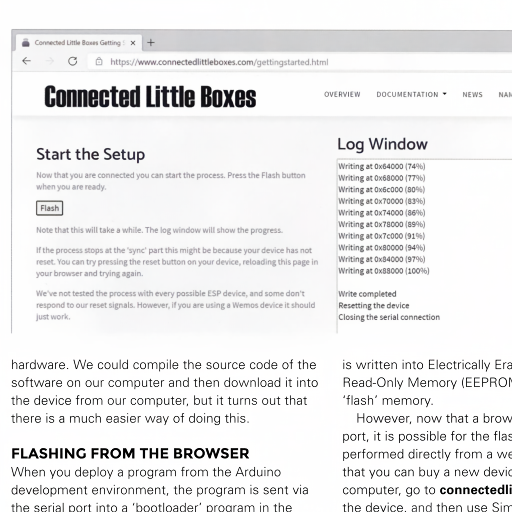 Connected Little Boxes Getting
https://www.connectedlittleboxes.com/gettingstarted.html
Connected Little Boxes
OVERVIEW DOCUMENTATION NEWS
Start the Setup
Now that you are connected you can start the process. Press the Flash button
when you are ready.
Flash
Note that this will take a while. The log window will show the progress.
If the process stops at the 'sync' part this might be because your device has not
reset. You can try pressing the reset button on your device, reloading this page in
your browser and trying again.
We've not tested the process with every possible ESP device, and some don't
respond to our reset signals. However, if you are using a Wemos device it should
just work.
Log Window
Writing at 0x64000 (74%)
Writing at 0x68000 (77%)
Writing at 0x6c000 (80%)
Writing at 0x70000 (83%)
Writing at 0x74000 (86%)
Writing at 0x78000 (89%)
Writing at 0x7c000 (91%)
Writing at 0x80000 (94%)
Writing at 0x84000 (97%)
Writing at 0x88000 (100%)
Write completed
Resetting the device
Closing the serial connection
hardware. We could compile the source code of the
software on our computer and then download it into
the device from our computer, but it turns out that
there is a much easier way of doing this.
FLASHING FROM THE BROWSER
When you deploy a program from the Arduino
development environment, the program is sent via
the serial port into a 'bootloader' program in the
is written into Electrically Era
Read-Only Memory (EEPROM
'flash' memory.
However, now that a brow
port, it is possible for the flas
performed directly from a we
that you can buy a new devic
computer, go to connectedli
the device, and then use Sim